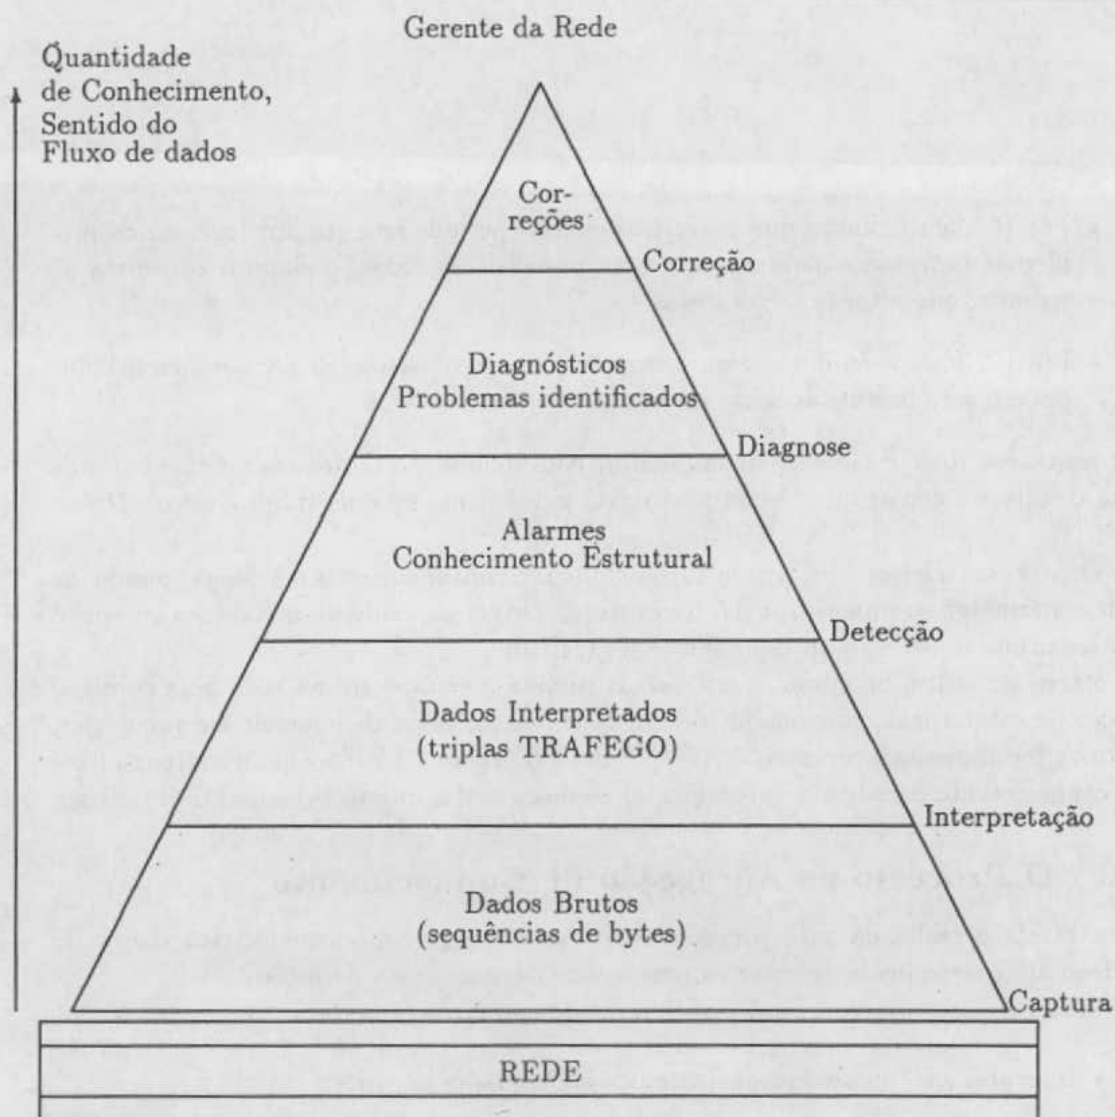 Gerente da Rede
Quantidade
de Conhecimento,
Sentido do
Fluxo de dados
Cor-
reções
Correção
Diagnósticos
Problemas identificados
Diagnose
Alarmes
Conhecimento Estrutural
Detecção
Dados Interpretados
(triplas TRAFEGO)
Interpretação
Dados Brutos
(sequências de bytes)
Captura
REDE